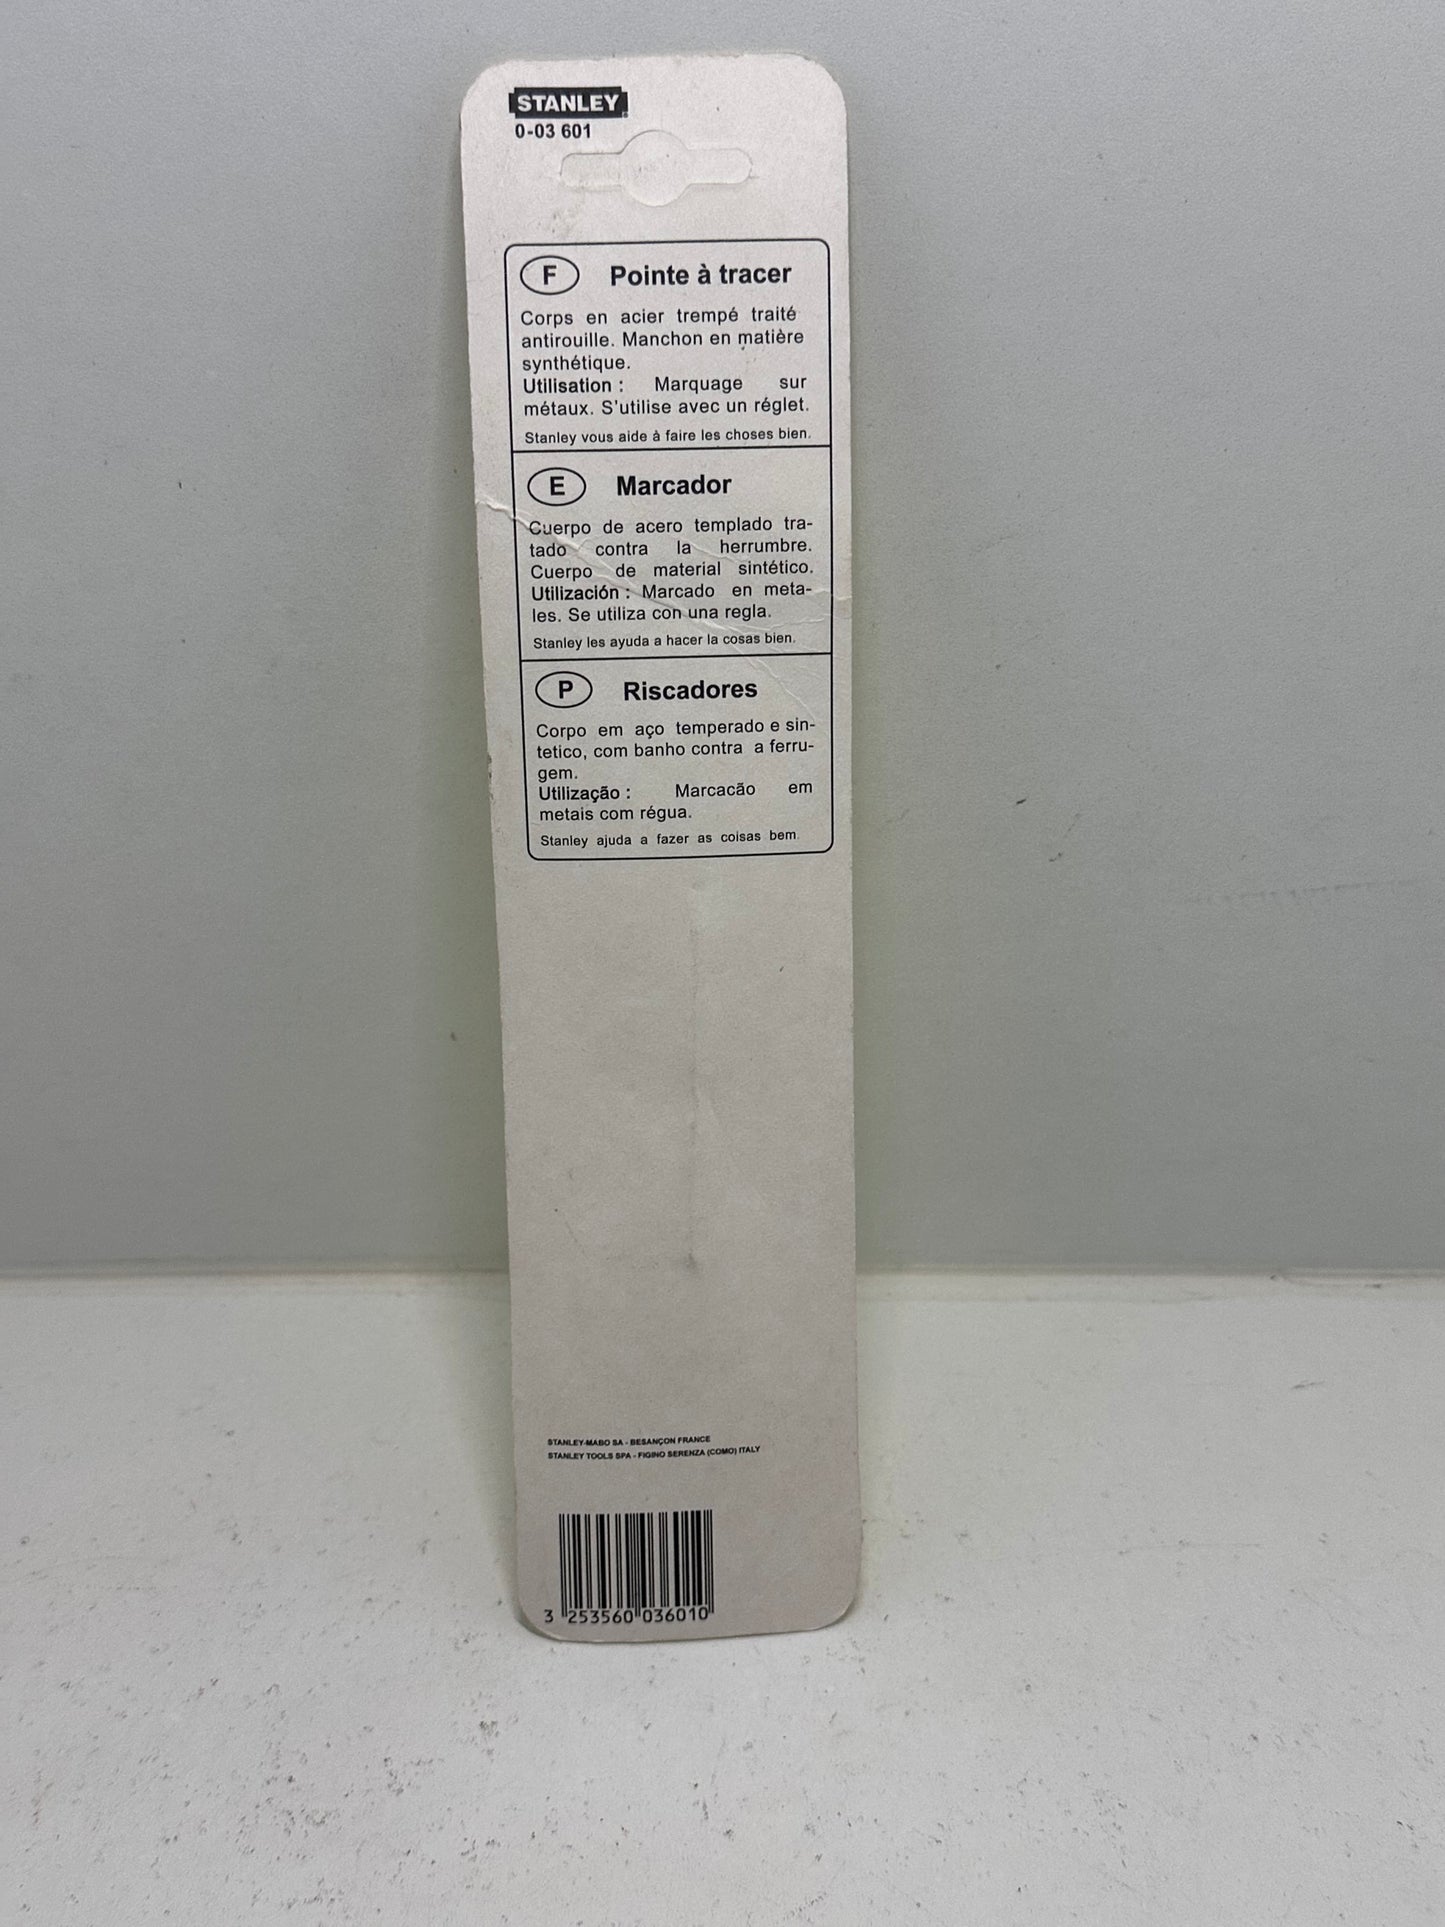 STANLEY
0-03 601
F Pointe à tracer
Corps en acier trempé traité
antirouille. Manchon en matière
synthétique.
Utilisation : Marquage sur
métaux. S'utilise avec un réglet.
Stanley vous aide à faire les choses bien.
E Marcador
Cuerpo de acero templado tra-
tado contra la herrumbre.
Cuerpo de material sintético.
Utilización : Marcado en meta-
les. Se utiliza con una regla.
Stanley les ayuda a hacer la cosas bien.
P Riscadores
Corpo em aço temperado e sin-
tetico, com banho contra a ferru-
gem.
Utilização : Marcacão em
metais com régua.
Stanley ajuda a fazer as coisas bem.
STANLEY-MABO SA - BESANÇON FRANCE
STANLEY TOOLS SPA - FIGINO SERENZA (COMO) ITALY
3 253560 036010